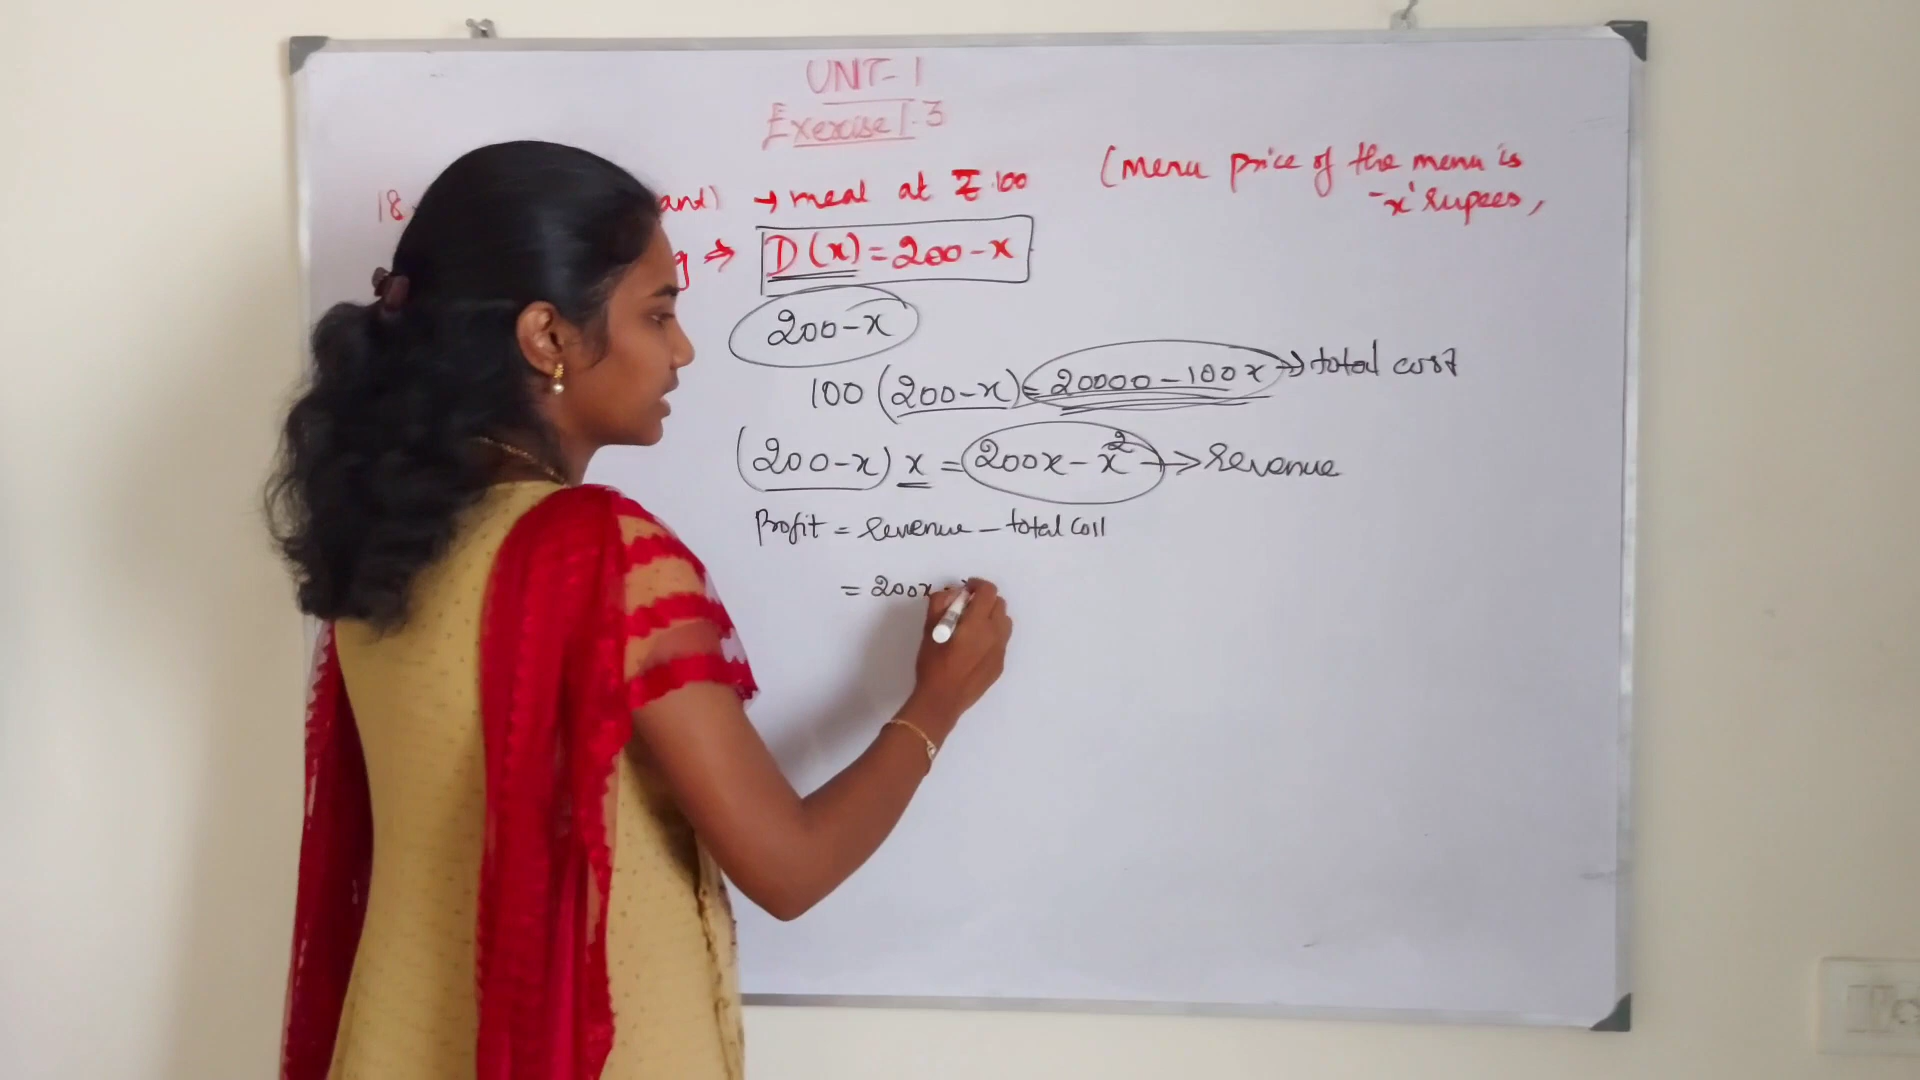 UNIT-1
Exercise 1.3
18 and) → meal at ₹.100 (menu price of the menu is
'x' rupees,
g ⇒ D(x) = 200 - x
200 - x
100 (200 - x) = 20000 - 100x → total cost
(200 - x) x = 200x - x² → revenue
Profit = revenue - total cost
= 200x -